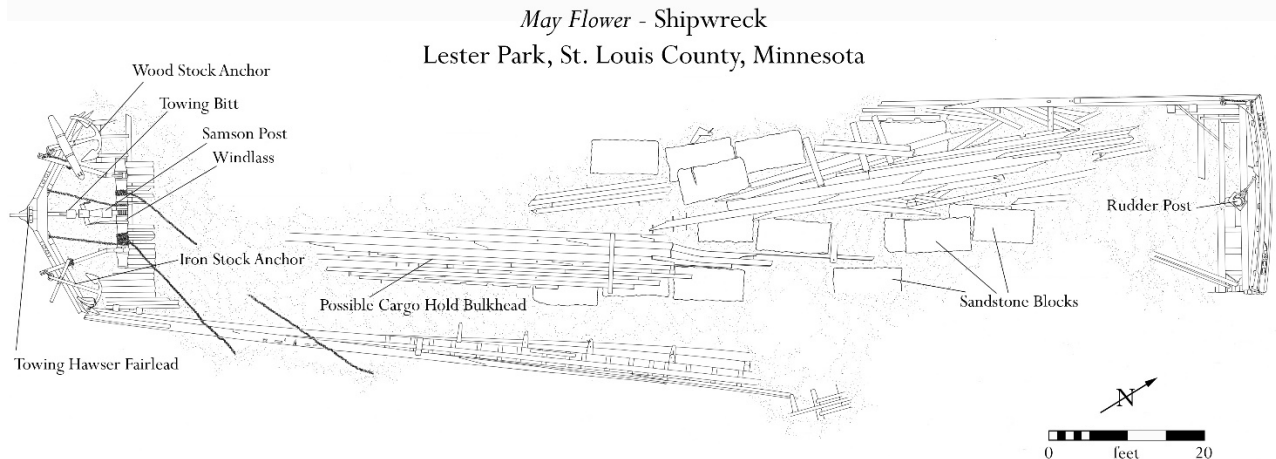 May Flower - Shipwreck
Lester Park, St. Louis County, Minnesota
Wood Stock Anchor
Towing Bitt
Samson Post
Windlass
Rudder Post
Iron Stock Anchor
Possible Cargo Hold Bulkhead
Sandstone Blocks
Towing Hawser Fairlead
N
0 feet 20